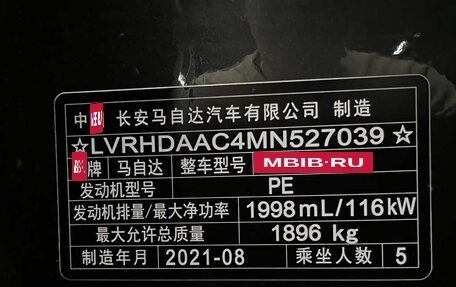 中 长安马自达汽车有限公司 制造
☆LVRHDAAC4MN527039☆
牌 马自达 整车型号 MBIB·RU
发动机型号 PE
发动机排量/最大净功率 1998mL/116kW
最大允许总质量 1896 kg
制造年月 2021-08 乘坐人数 5